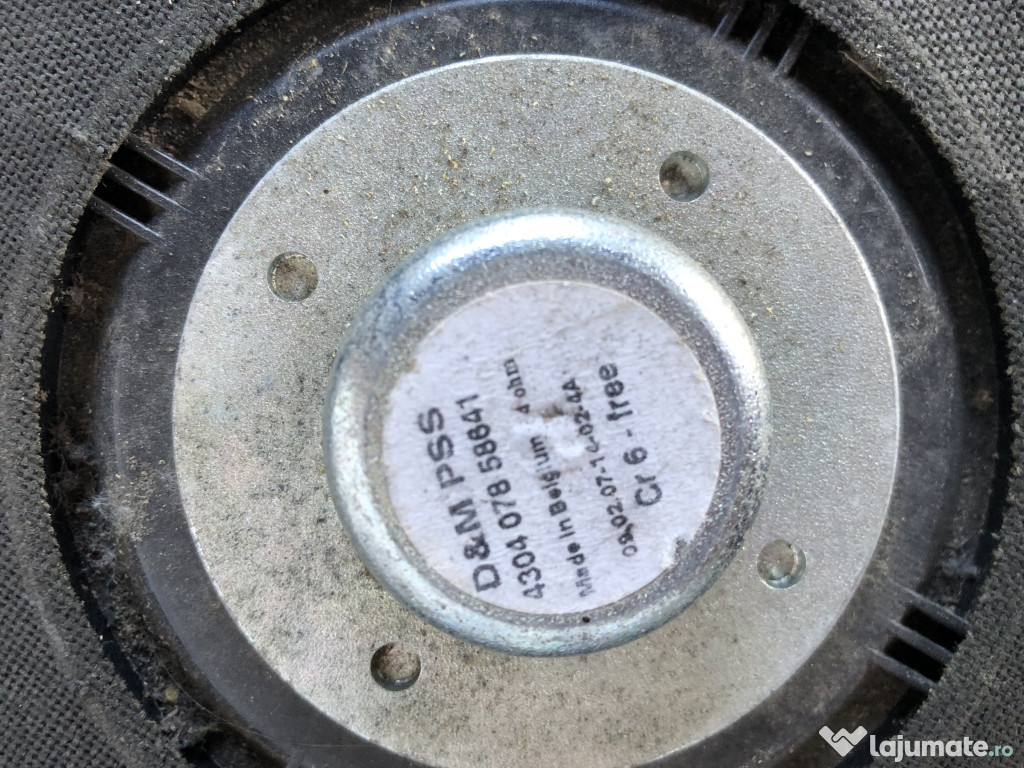 D&M PSS
4304 078 58641
Made in Belgium 4 ohm
02.07-14-02-4A
Cr 6 - free
lajumate.ro